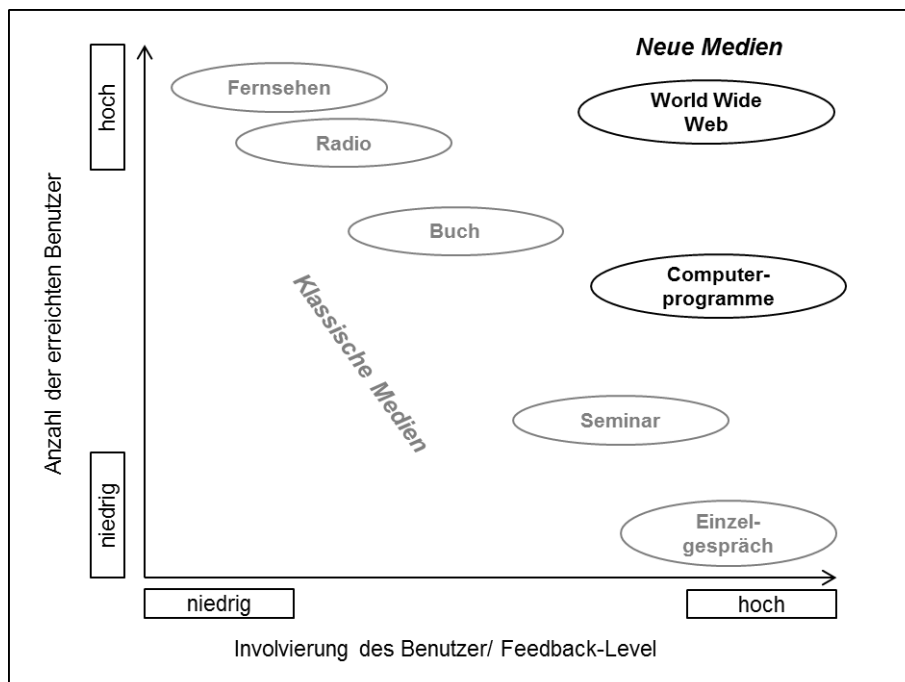 Neue Medien
hoch
Fernsehen
World Wide
Web
Radio
Buch
Computer-
programme
Klassische Medien
Anzahl der erreichten Benutzer
Seminar
niedrig
Einzel-
gespräch
niedrig
hoch
Involvierung des Benutzer/ Feedback-Level